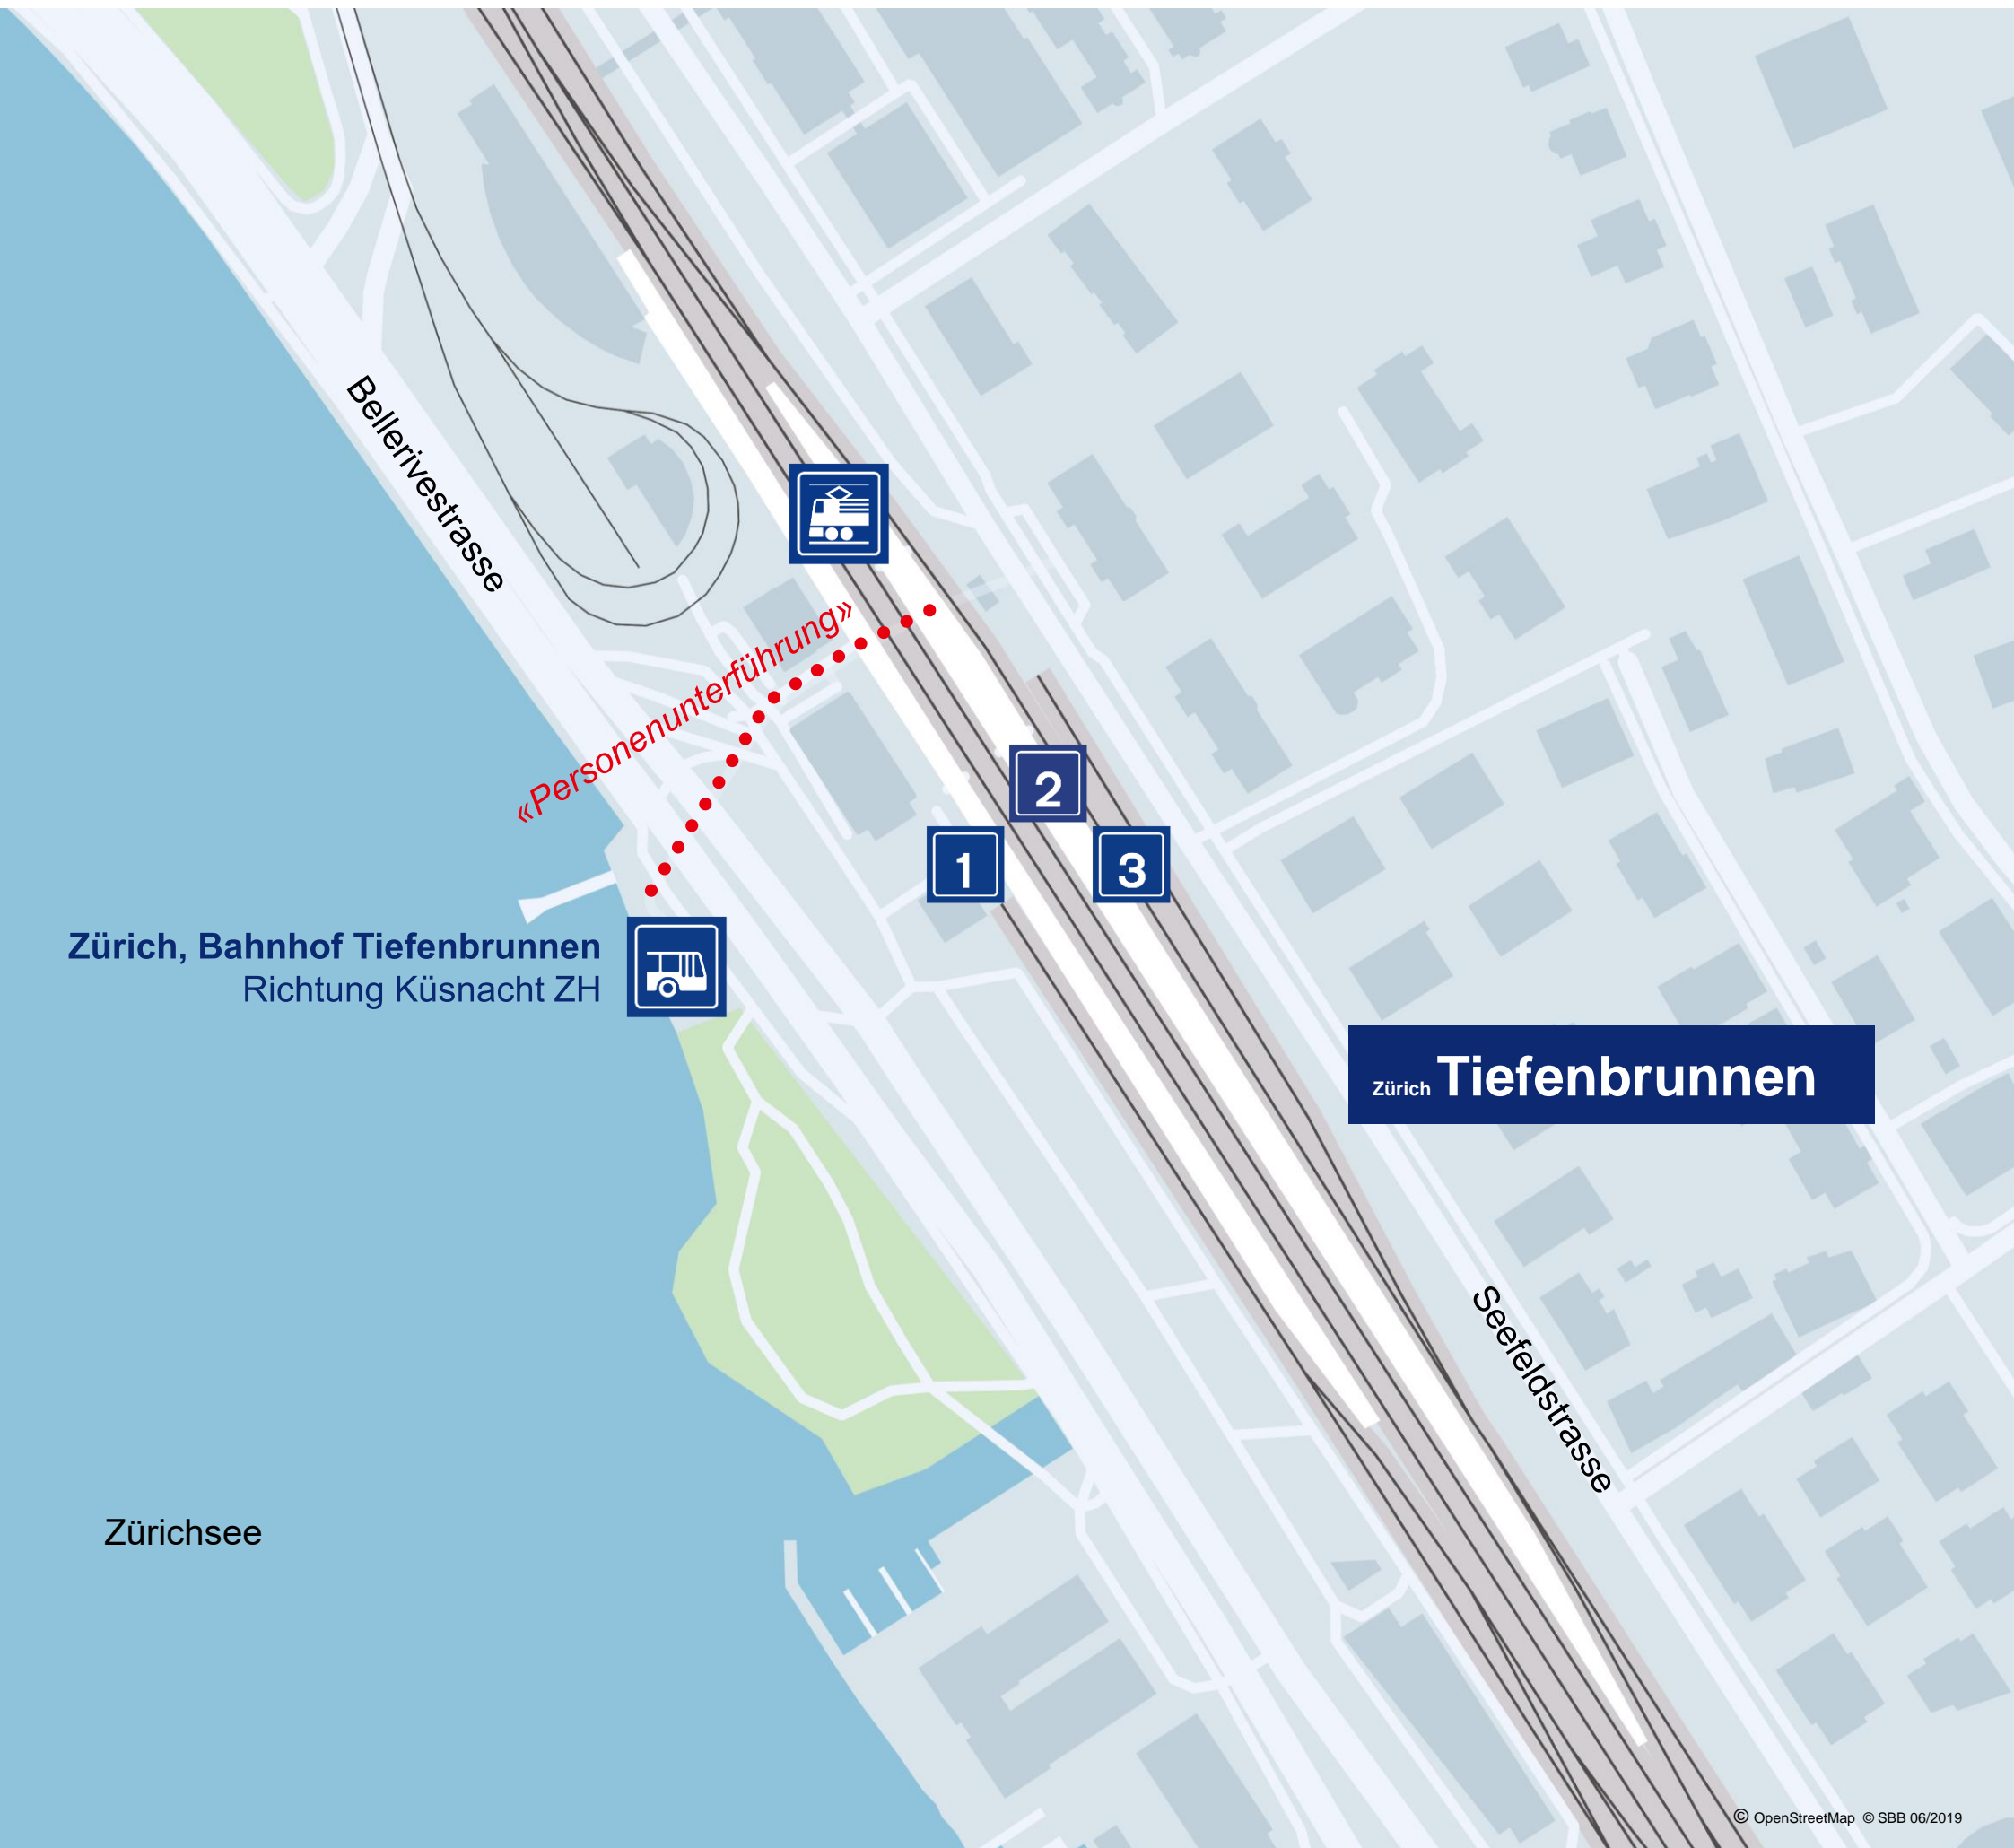 Bellerivestrasse
«Personenunterführung»
2
1
3
Zürich, Bahnhof Tiefenbrunnen
Richtung Küsnacht ZH
Zürich Tiefenbrunnen
Seefeldstrasse
Zürichsee
© OpenStreetMap © SBB 06/2019